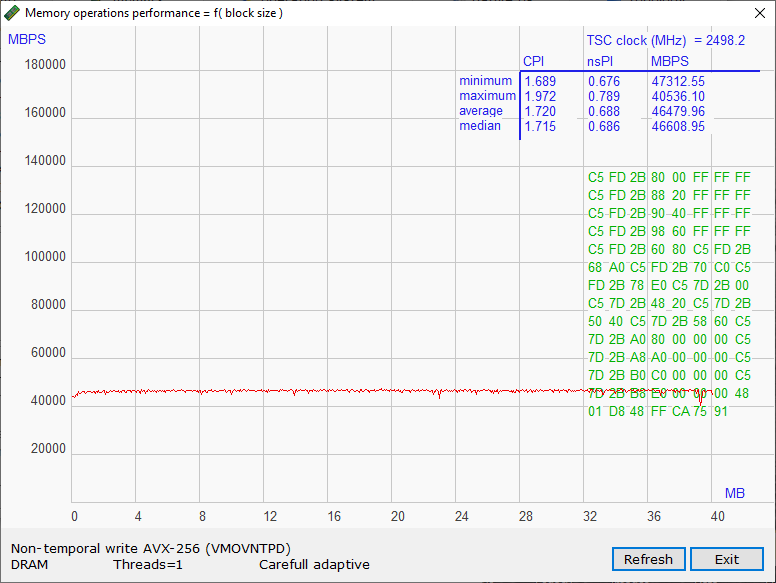 Memory operations performance = f( block size )
MBPS
TSC clock (MHz) = 2498.2
CPI nsPI MBPS
minimum 1.689 0.676 47312.55
maximum 1.972 0.789 40536.10
average 1.720 0.688 46479.96
median 1.715 0.686 46608.95
180000
160000
140000
120000
100000
80000
60000
40000
20000
C5 FD 2B 80 00 FF FF FF
C5 FD 2B 88 20 FF FF FF
C5 FD 2B 90 40 FF FF FF
C5 FD 2B 98 60 FF FF FF
C5 FD 2B 60 80 C5 FD 2B
68 A0 C5 FD 2B 70 C0 C5
FD 2B 78 E0 C5 7D 2B 00
C5 7D 2B 48 20 C5 7D 2B
50 40 C5 7D 2B 58 60 C5
7D 2B A0 80 00 00 00 C5
7D 2B A8 A0 00 00 00 C5
7D 2B B0 C0 00 00 00 C5
7D 2B B8 E0 00 00 00 48
01 D8 48 FF CA 75 91
MB
0 4 8 12 16 20 24 28 32 36 40
Non-temporal write AVX-256 (VMOVNTPD)
DRAM Threads=1 Carefull adaptive
Refresh Exit